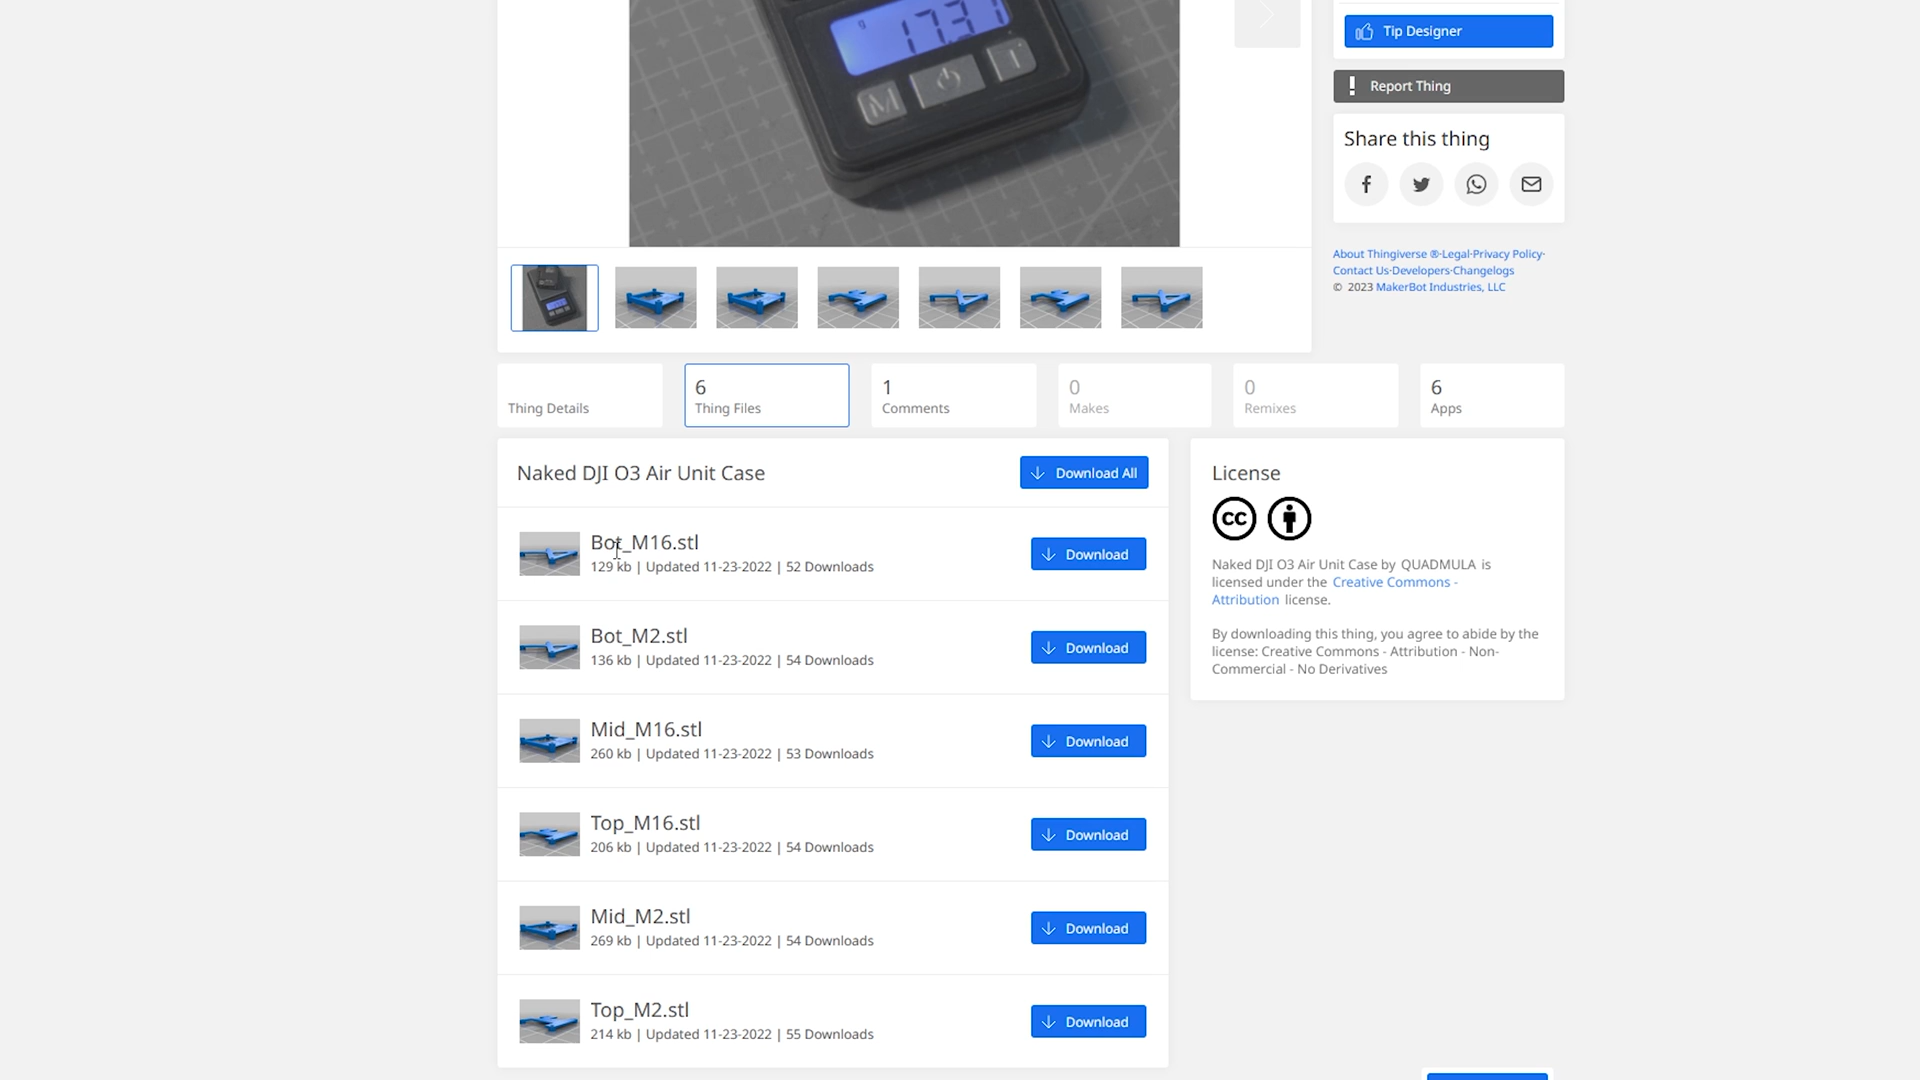 g 17.31
M
T
Tip Designer
Report Thing
Share this thing
About Thingiverse ®·Legal·Privacy Policy·
Contact Us·Developers·Changelogs
© 2023 MakerBot Industries, LLC
Thing Details
6
Thing Files
1
Comments
0
Makes
0
Remixes
6
Apps
Naked DJI O3 Air Unit Case
Download All
Bot_M16.stl
129 kb | Updated 11-23-2022 | 52 Downloads
Download
Bot_M2.stl
136 kb | Updated 11-23-2022 | 54 Downloads
Download
Mid_M16.stl
260 kb | Updated 11-23-2022 | 53 Downloads
Download
Top_M16.stl
206 kb | Updated 11-23-2022 | 54 Downloads
Download
Mid_M2.stl
269 kb | Updated 11-23-2022 | 54 Downloads
Download
Top_M2.stl
214 kb | Updated 11-23-2022 | 55 Downloads
Download
License
cc
Naked DJI O3 Air Unit Case by QUADMULA is
licensed under the Creative Commons -
Attribution license.
By downloading this thing, you agree to abide by the
license: Creative Commons - Attribution - Non-
Commercial - No Derivatives